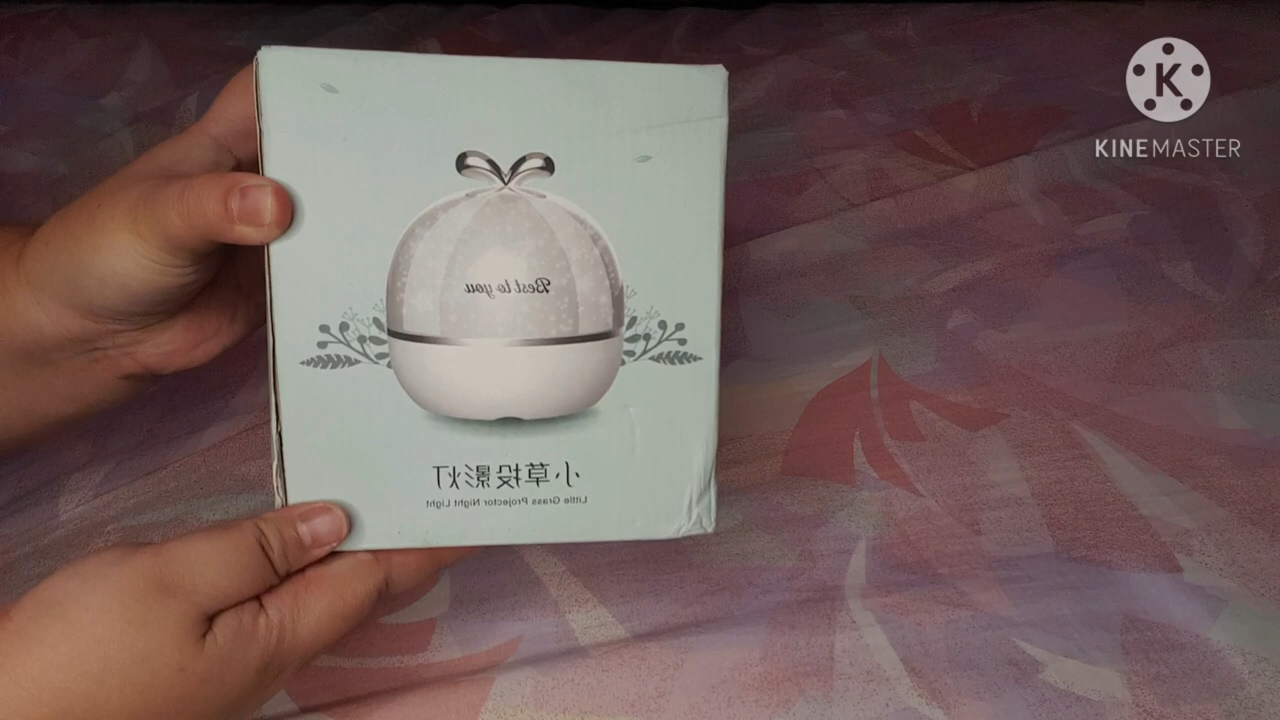 K
KINEMASTER
Best to you
小草投影灯
Little Grass Projector Night Light